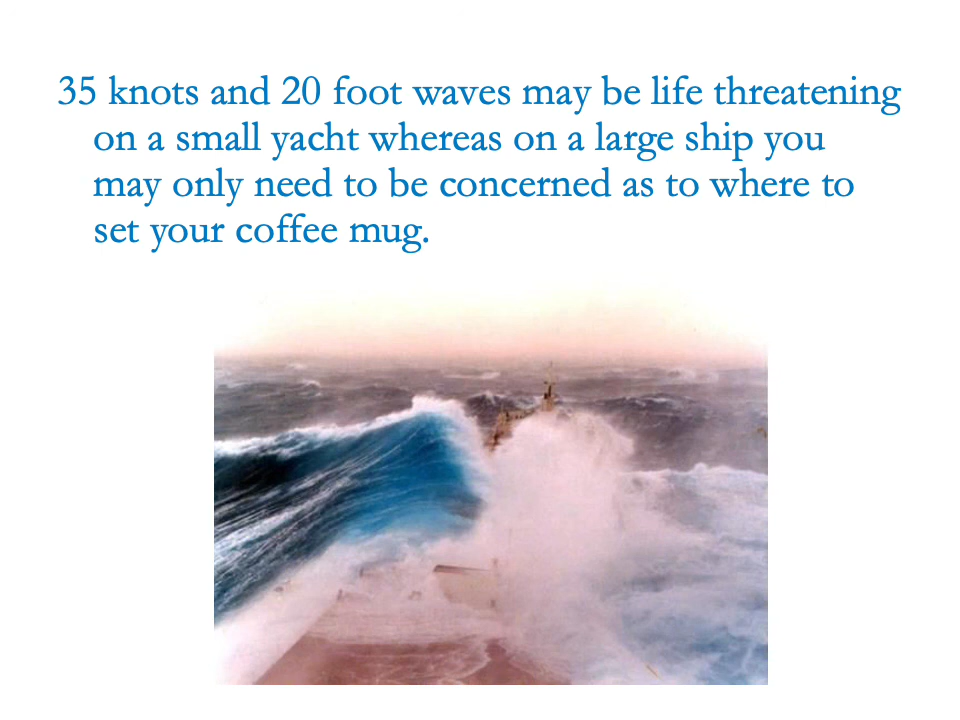 35 knots and 20 foot waves may be life threatening
on a small yacht whereas on a large ship you
may only need to be concerned as to where to
set your coffee mug.